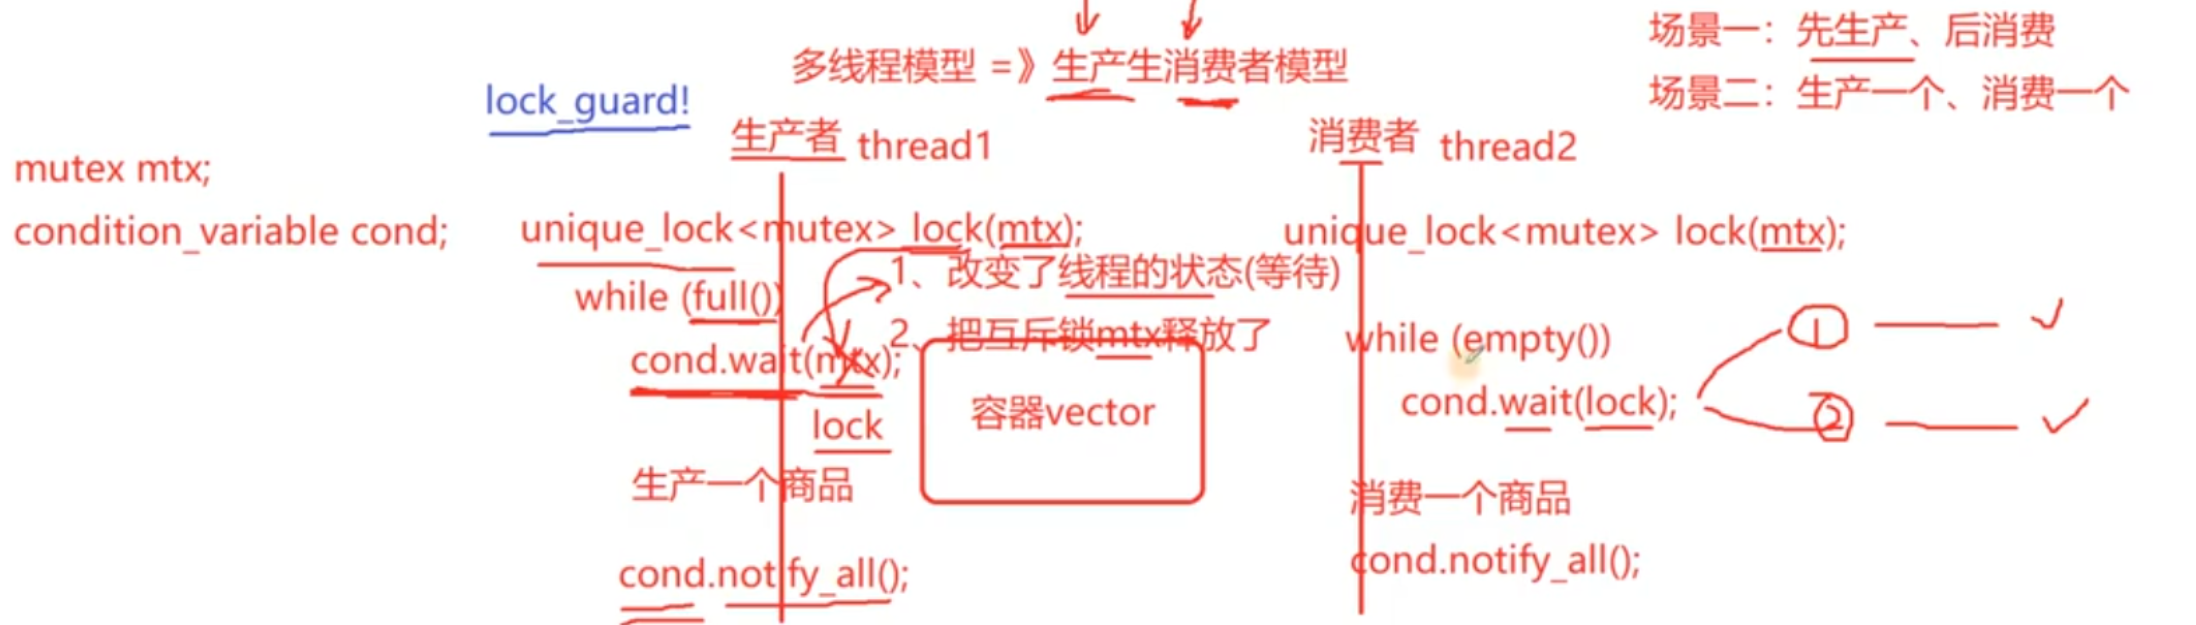 场景一：先生产、后消费
多线程模型 =》生产生消费者模型
场景二：生产一个、消费一个
lock_guard!
生产者 thread1
消费者 thread2
mutex mtx;
condition_variable cond;
unique_lock<mutex> lock(mtx);
unique_lock<mutex> lock(mtx);
1、改变了线程的状态(等待)
while (full())
2、把互斥锁mtx释放了
while (empty())
①
cond.wait(mtx);
cond.wait(lock);
②
容器vector
lock
生产一个商品
消费一个商品
cond.notify_all();
cond.notify_all();